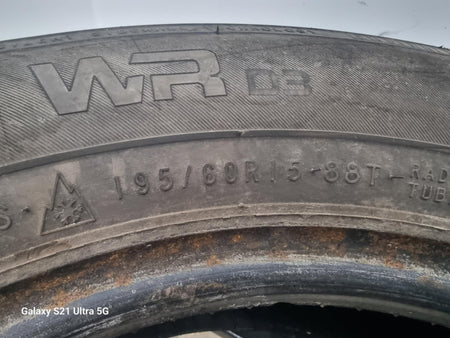 WR D3
S - 195/60R15-88T-RAD
TUB
Galaxy S21 Ultra 5G